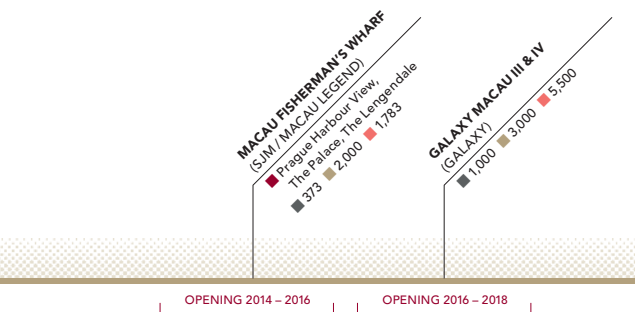 MACAU FISHERMAN'S WHARF
(SJM / MACAU LEGEND)
Prague Harbour View,
The Palace, The Lengendale
373 2,000 1,783
GALAXY MACAU III & IV
(GALAXY)
1,000 3,000 5,500
OPENING 2014 – 2016
OPENING 2016 – 2018